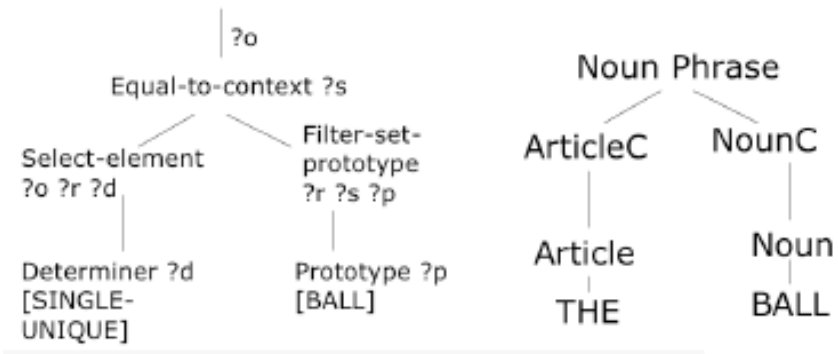 ?o
Equal-to-context ?s
Select-element
?o ?r ?d
Filter-set-
prototype
?r ?s ?p
Determiner ?d
[SINGLE-
UNIQUE]
Prototype ?p
[BALL]
Noun Phrase
ArticleC
NounC
Article
Noun
THE
BALL